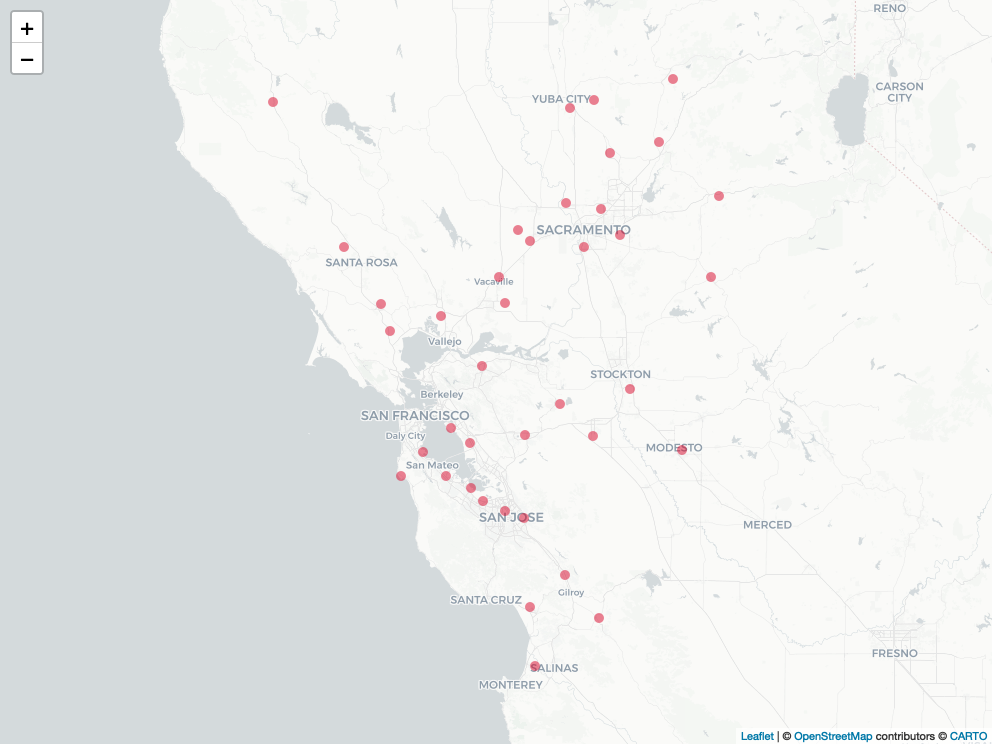 +
−
RENO
CARSON
CITY
YUBA CITY
SACRAMENTO
SANTA ROSA
Vacaville
Vallejo
STOCKTON
Berkeley
SAN FRANCISCO
Daly City
MODESTO
San Mateo
SAN JOSE
MERCED
Gilroy
SANTA CRUZ
FRESNO
SALINAS
MONTEREY
Leaflet | © OpenStreetMap contributors © CARTO